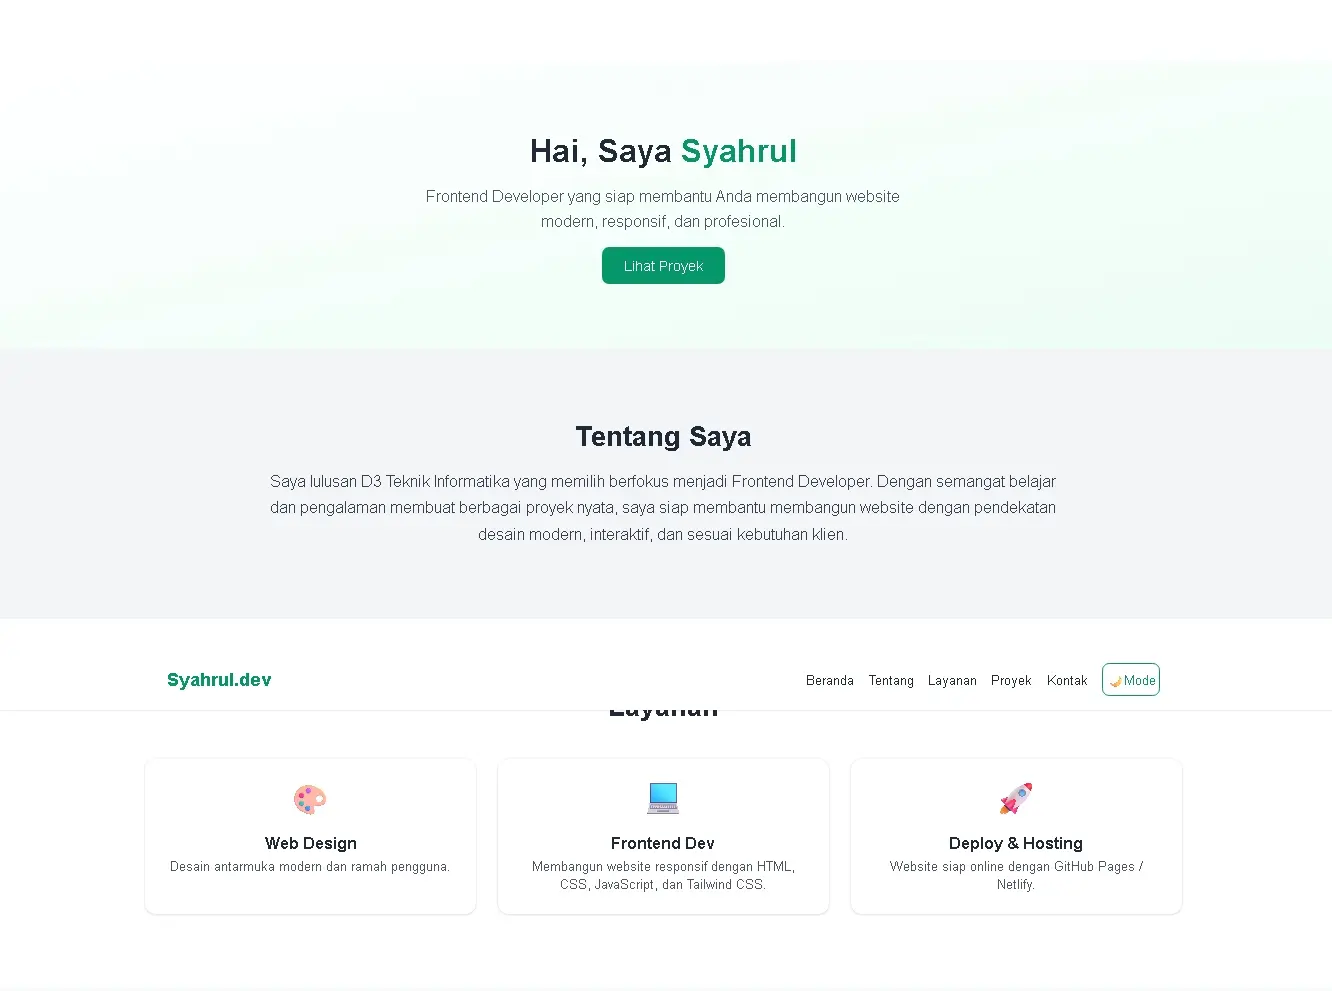 Hai, Saya Syahrul
Frontend Developer yang siap membantu Anda membangun website
modern, responsif, dan profesional.
Lihat Proyek
Tentang Saya
Saya lulusan D3 Teknik Informatika yang memilih berfokus menjadi Frontend Developer. Dengan semangat belajar
dan pengalaman membuat berbagai proyek nyata, saya siap membantu membangun website dengan pendekatan
desain modern, interaktif, dan sesuai kebutuhan klien.
Syahrul.dev
Beranda Tentang Layanan Proyek Kontak 🌙 Mode
Layanan
Web Design
Desain antarmuka modern dan ramah pengguna.
Frontend Dev
Membangun website responsif dengan HTML,
CSS, JavaScript, dan Tailwind CSS.
Deploy & Hosting
Website siap online dengan GitHub Pages /
Netlify.